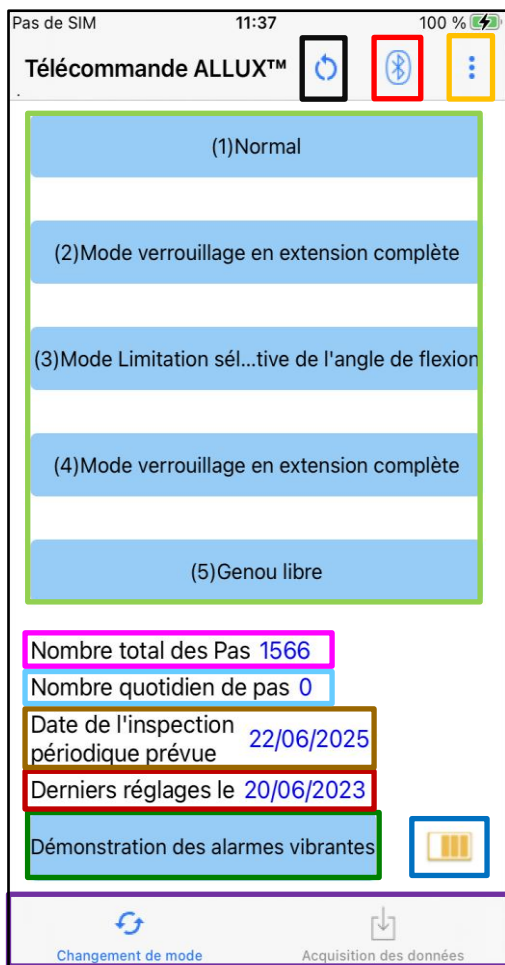 Pas de SIM 11:37 100 %
Télécommande ALLUX™
.
(1)Normal
(2)Mode verrouillage en extension complète
(3)Mode Limitation sél...tive de l'angle de flexion
(4)Mode verrouillage en extension complète
(5)Genou libre
Nombre total des Pas 1566
Nombre quotidien de pas 0
Date de l'inspection
périodique prévue 22/06/2025
Derniers réglages le 20/06/2023
Démonstration des alarmes vibrantes
Changement de mode Acquisition des données